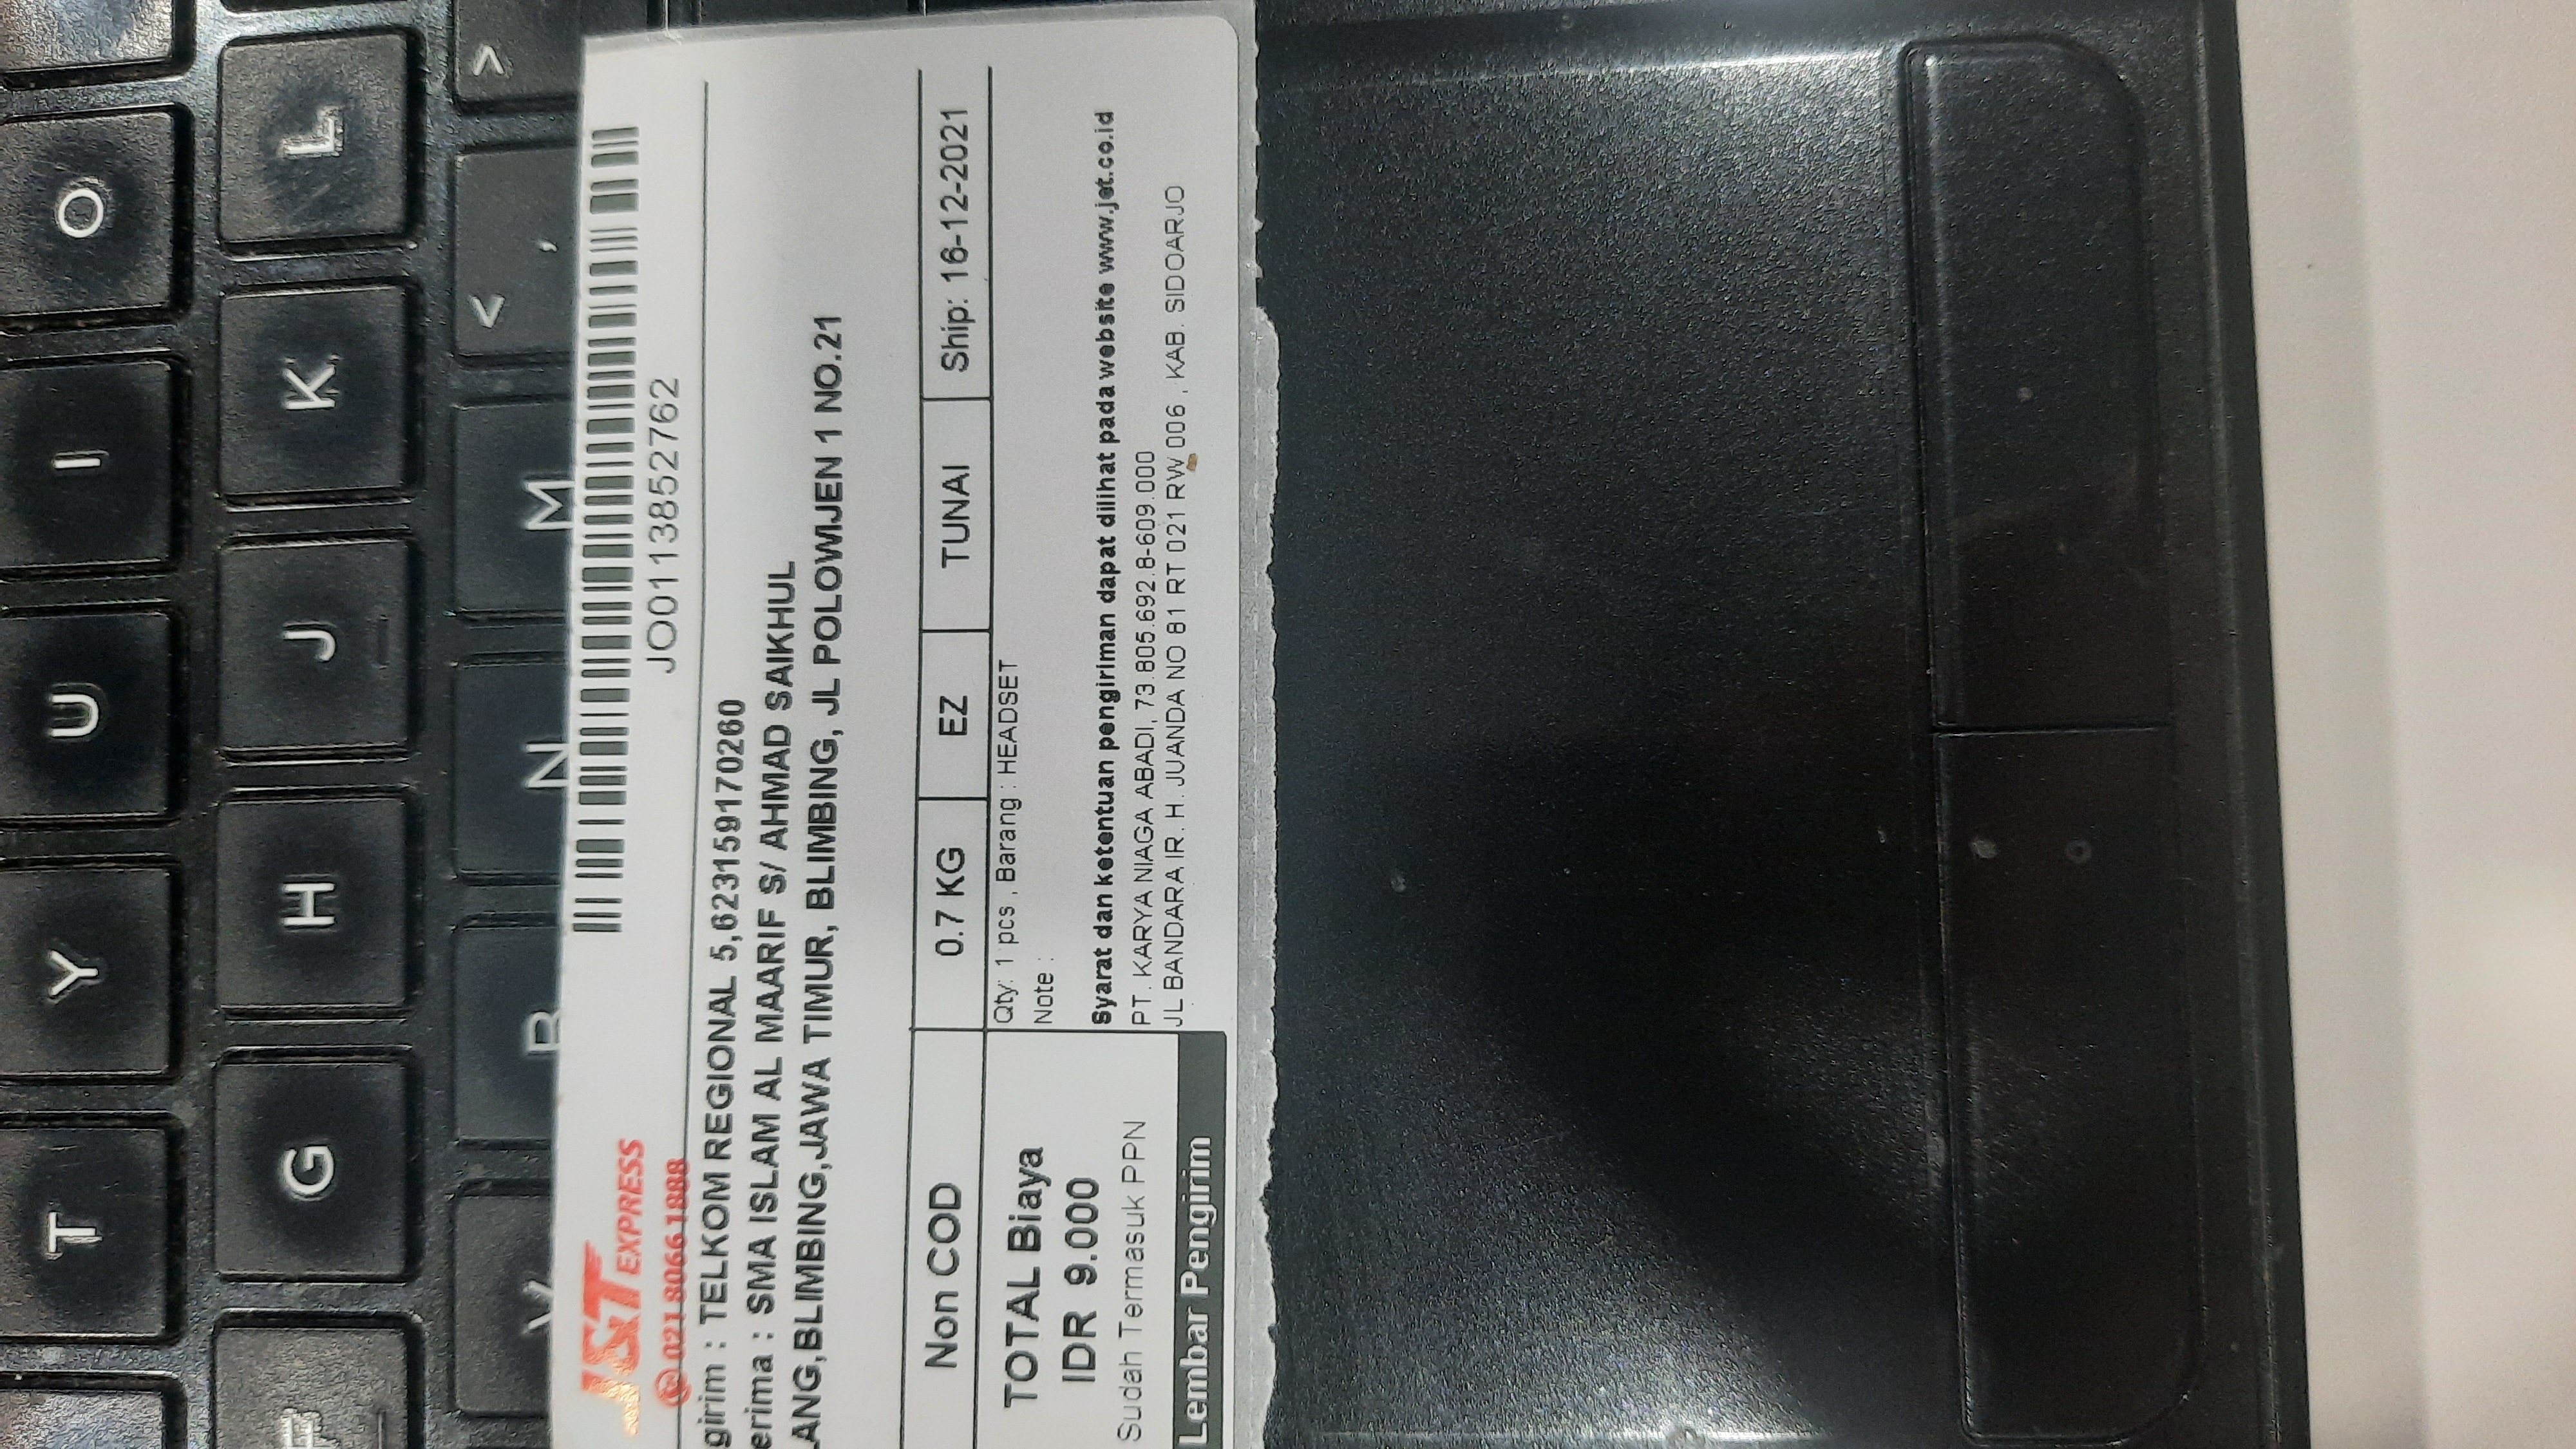 T Y U I O
F G H J K L
V B N M < , >
J&T EXPRESS
021 8066 1888
JO0113852762
girim : TELKOM REGIONAL 5,623159170260
erima : SMA ISLAM AL MAARIF S/ AHMAD SAIKHUL
LANG,BLIMBING,JAWA TIMUR, BLIMBING, JL POLOWIJEN 1 NO.21
Non COD 0.7 KG EZ TUNAI Ship: 16-12-2021
TOTAL Biaya
IDR 9.000
Sudah Termasuk PPN
Lembar Pengirim
Qty: 1 pcs , Barang : HEADSET
Note :
Syarat dan ketentuan pengiriman dapat dilihat pada website www.jet.co.id
PT. KARYA NIAGA ABADI, 73.805.692.8-609.000
JL BANDARA IR. H. JUANDA NO 81 RT 021 RW 006 , KAB. SIDOARJO